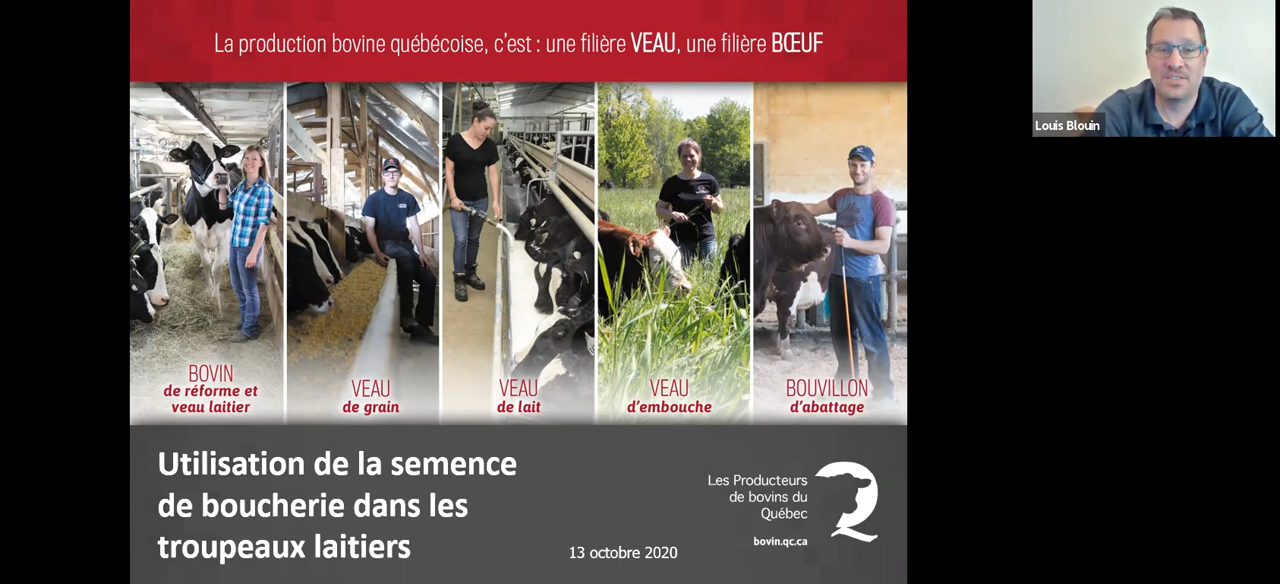 La production bovine québécoise, c'est : une filière VEAU, une filière BŒUF
Louis Blouin
BOVIN
de réforme et
veau laitier
VEAU
de grain
VEAU
de lait
VEAU
d'embouche
BOUVILLON
d'abattage
Utilisation de la semence
de boucherie dans les
troupeaux laitiers
13 octobre 2020
Les Producteurs
de bovins du
Québec
bovin.qc.ca